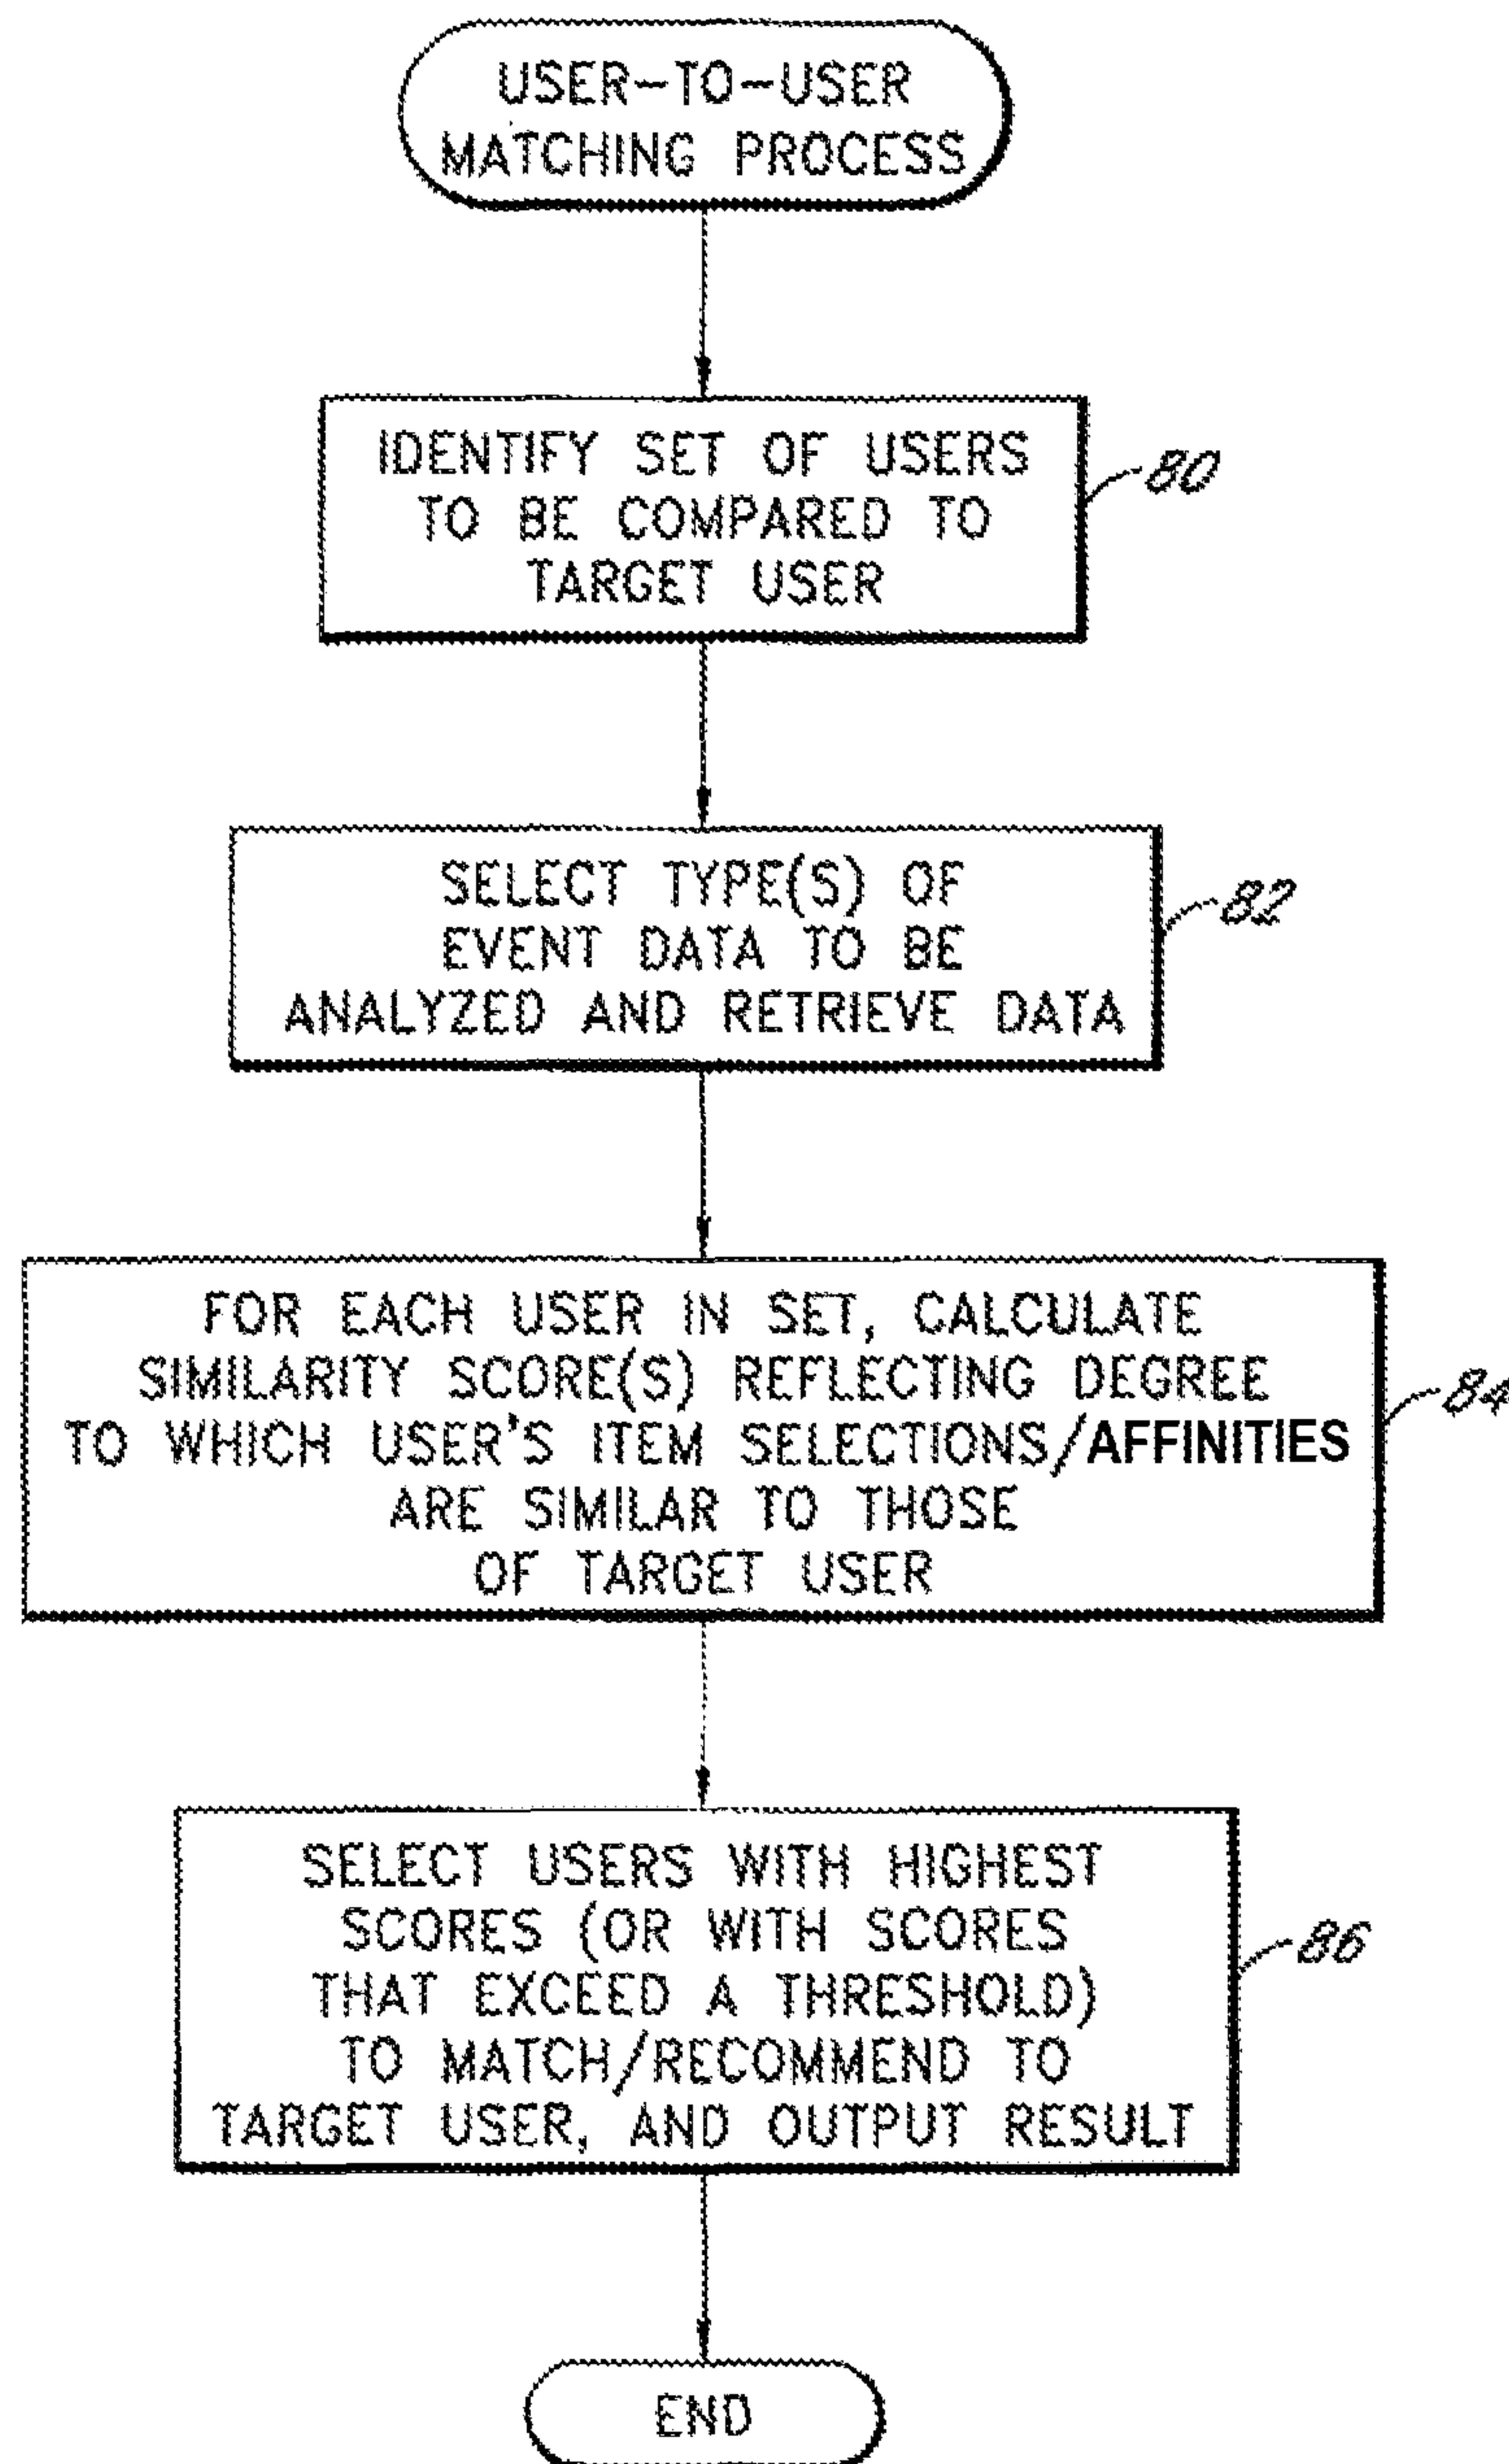 USER-TO-USER
MATCHING PROCESS
IDENTIFY SET OF USERS
TO BE COMPARED TO
TARGET USER
80
SELECT TYPE(S) OF
EVENT DATA TO BE
ANALYZED AND RETRIEVE DATA
82
FOR EACH USER IN SET, CALCULATE
SIMILARITY SCORE(S) REFLECTING DEGREE
TO WHICH USER'S ITEM SELECTIONS/AFFINITIES
ARE SIMILAR TO THOSE
OF TARGET USER
84
SELECT USERS WITH HIGHEST
SCORES (OR WITH SCORES
THAT EXCEED A THRESHOLD)
TO MATCH/RECOMMEND TO
TARGET USER, AND OUTPUT RESULT
86
END